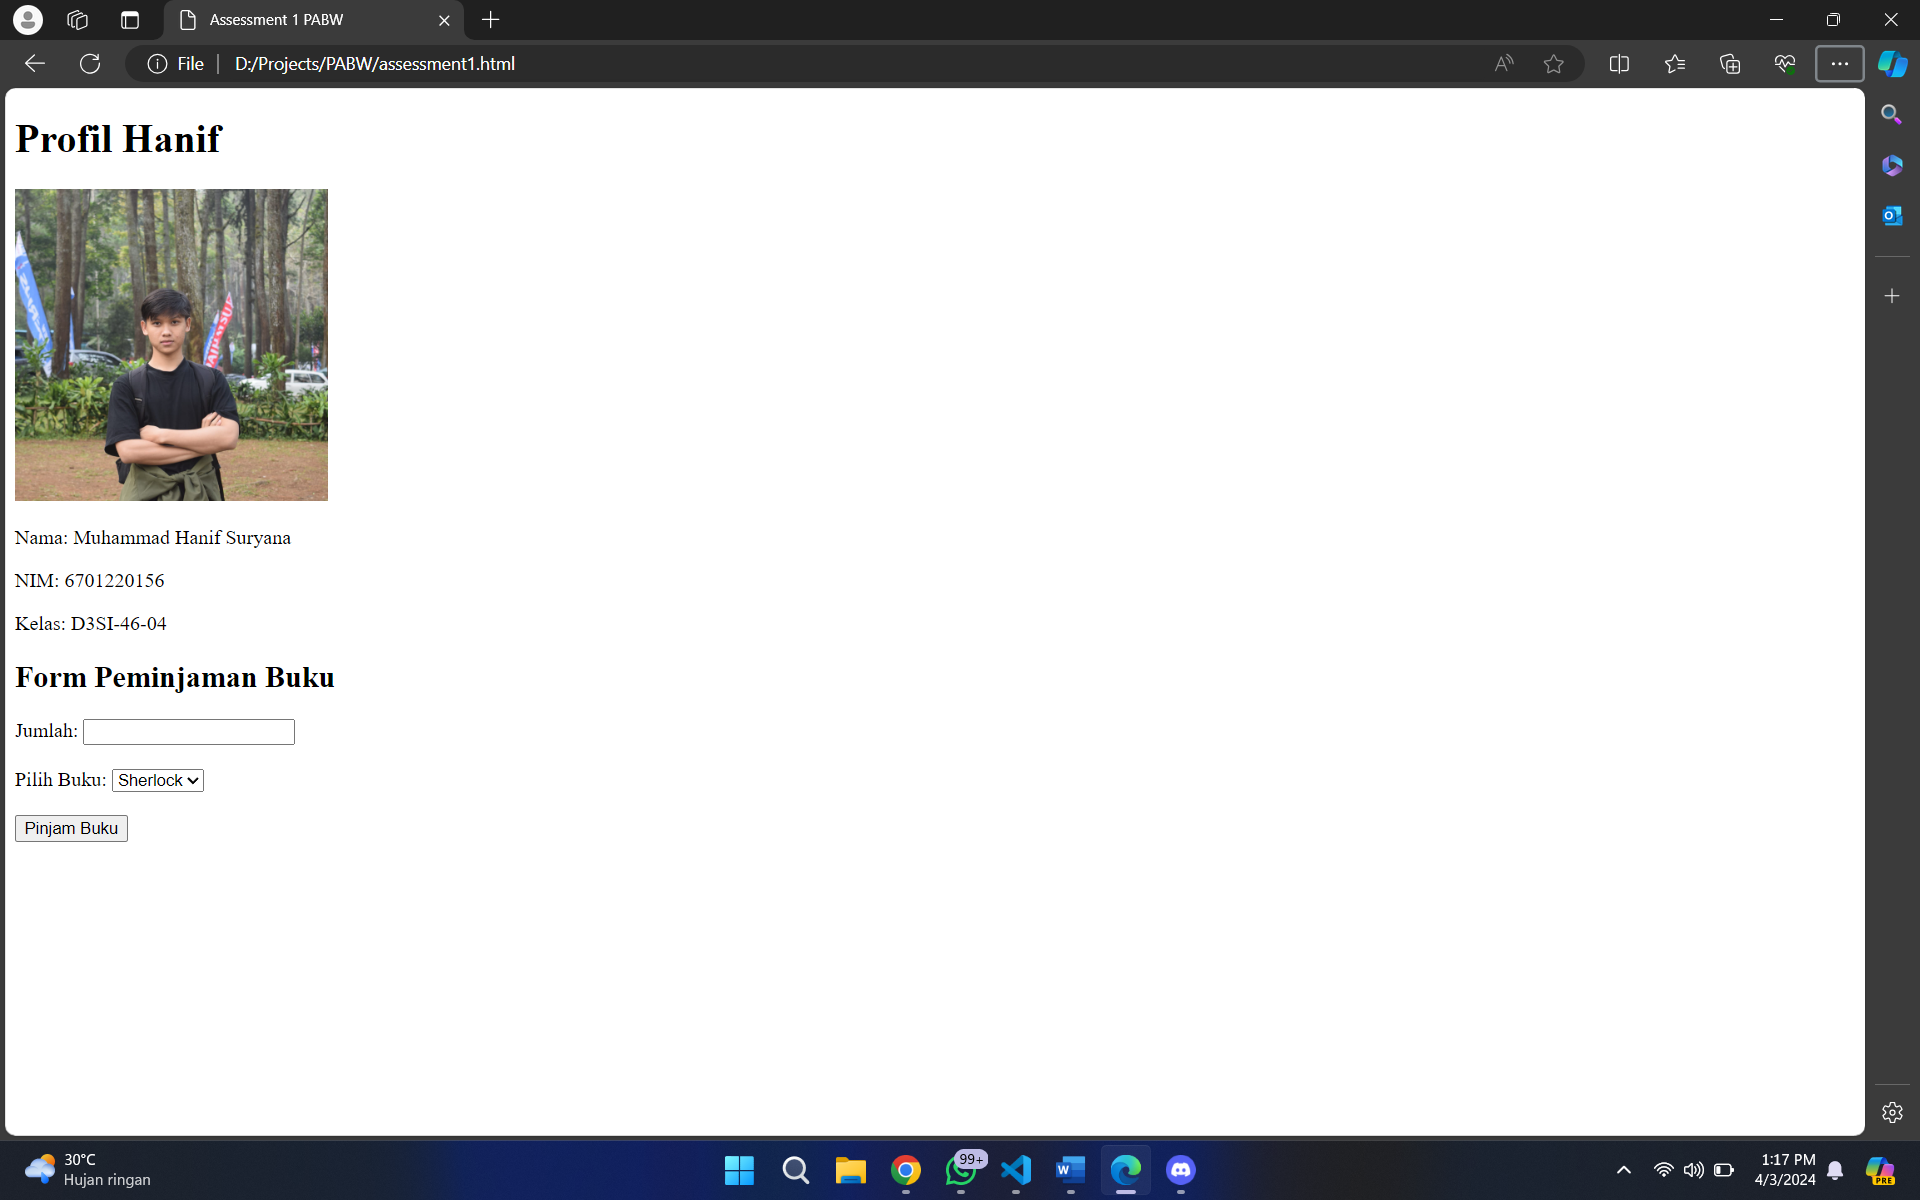 Assessment 1 PABW
File
D:/Projects/PABW/assessment1.html
Profil Hanif
Nama: Muhammad Hanif Suryana
NIM: 6701220156
Kelas: D3SI-46-04
Form Peminjaman Buku
Jumlah:
Pilih Buku: Sherlock
Pinjam Buku
30°C
Hujan ringan
99+
1:17 PM
4/3/2024
PRE